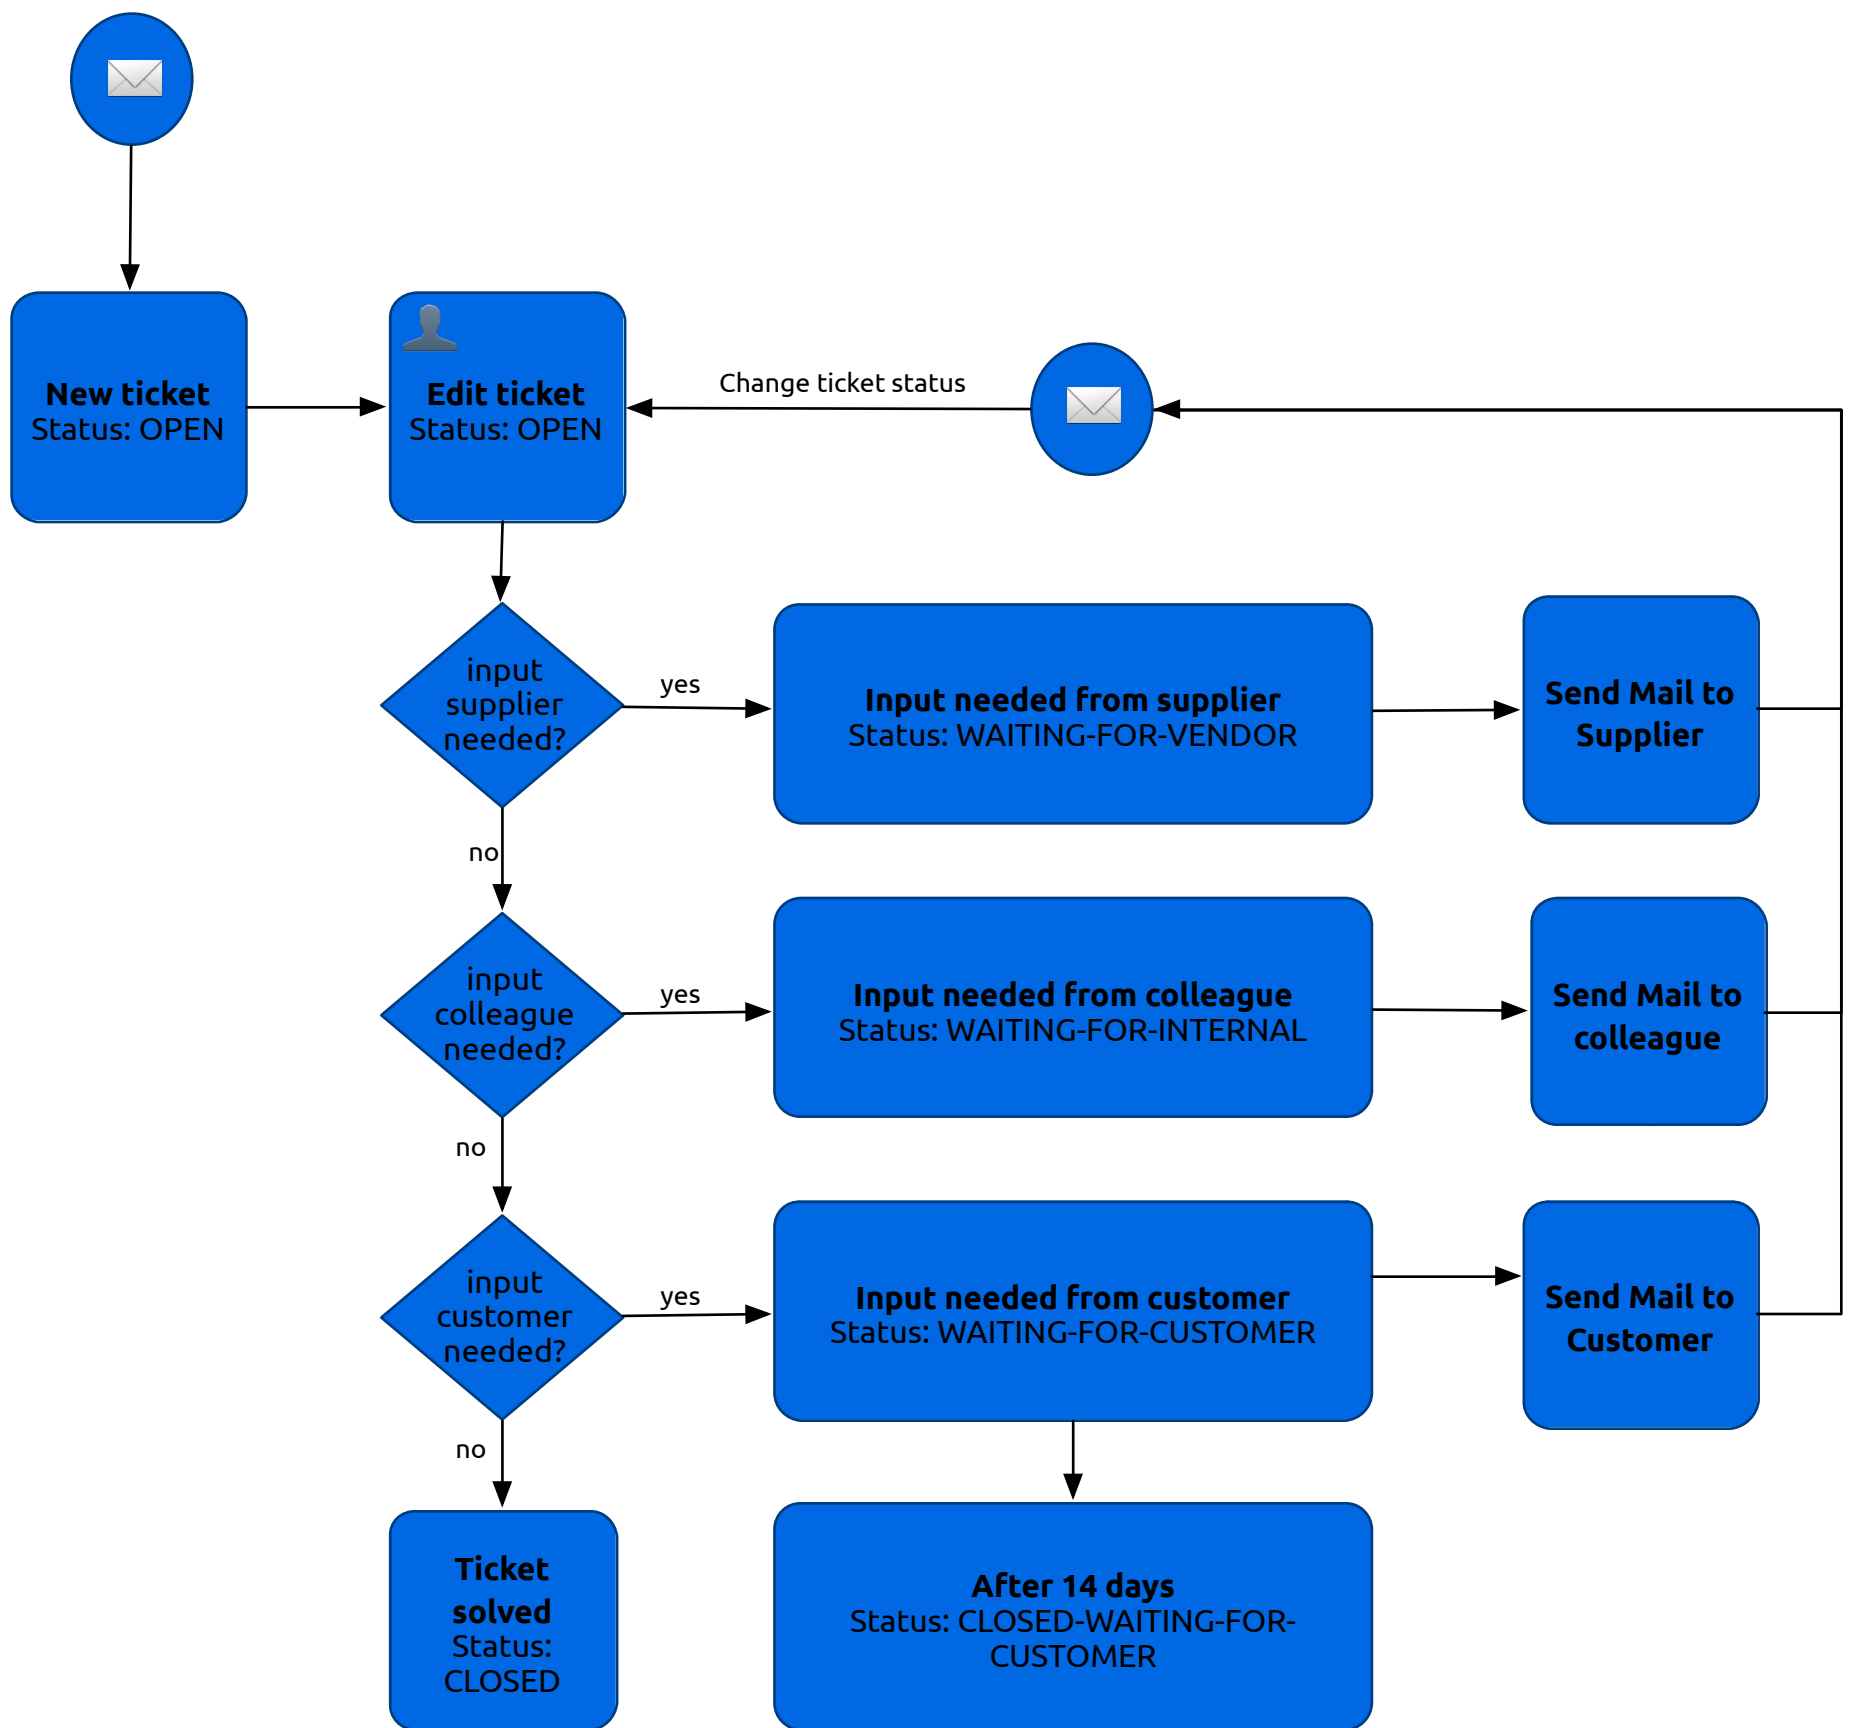 New ticket
Status: OPEN
Edit ticket
Status: OPEN
Change ticket status
input
supplier
needed?
yes
Input needed from supplier
Status: WAITING-FOR-VENDOR
Send Mail to
Supplier
no
input
colleague
needed?
yes
Input needed from colleague
Status: WAITING-FOR-INTERNAL
Send Mail to
colleague
no
input
customer
needed?
yes
Input needed from customer
Status: WAITING-FOR-CUSTOMER
Send Mail to
Customer
no
Ticket
solved
Status:
CLOSED
After 14 days
Status: CLOSED-WAITING-FOR-
CUSTOMER